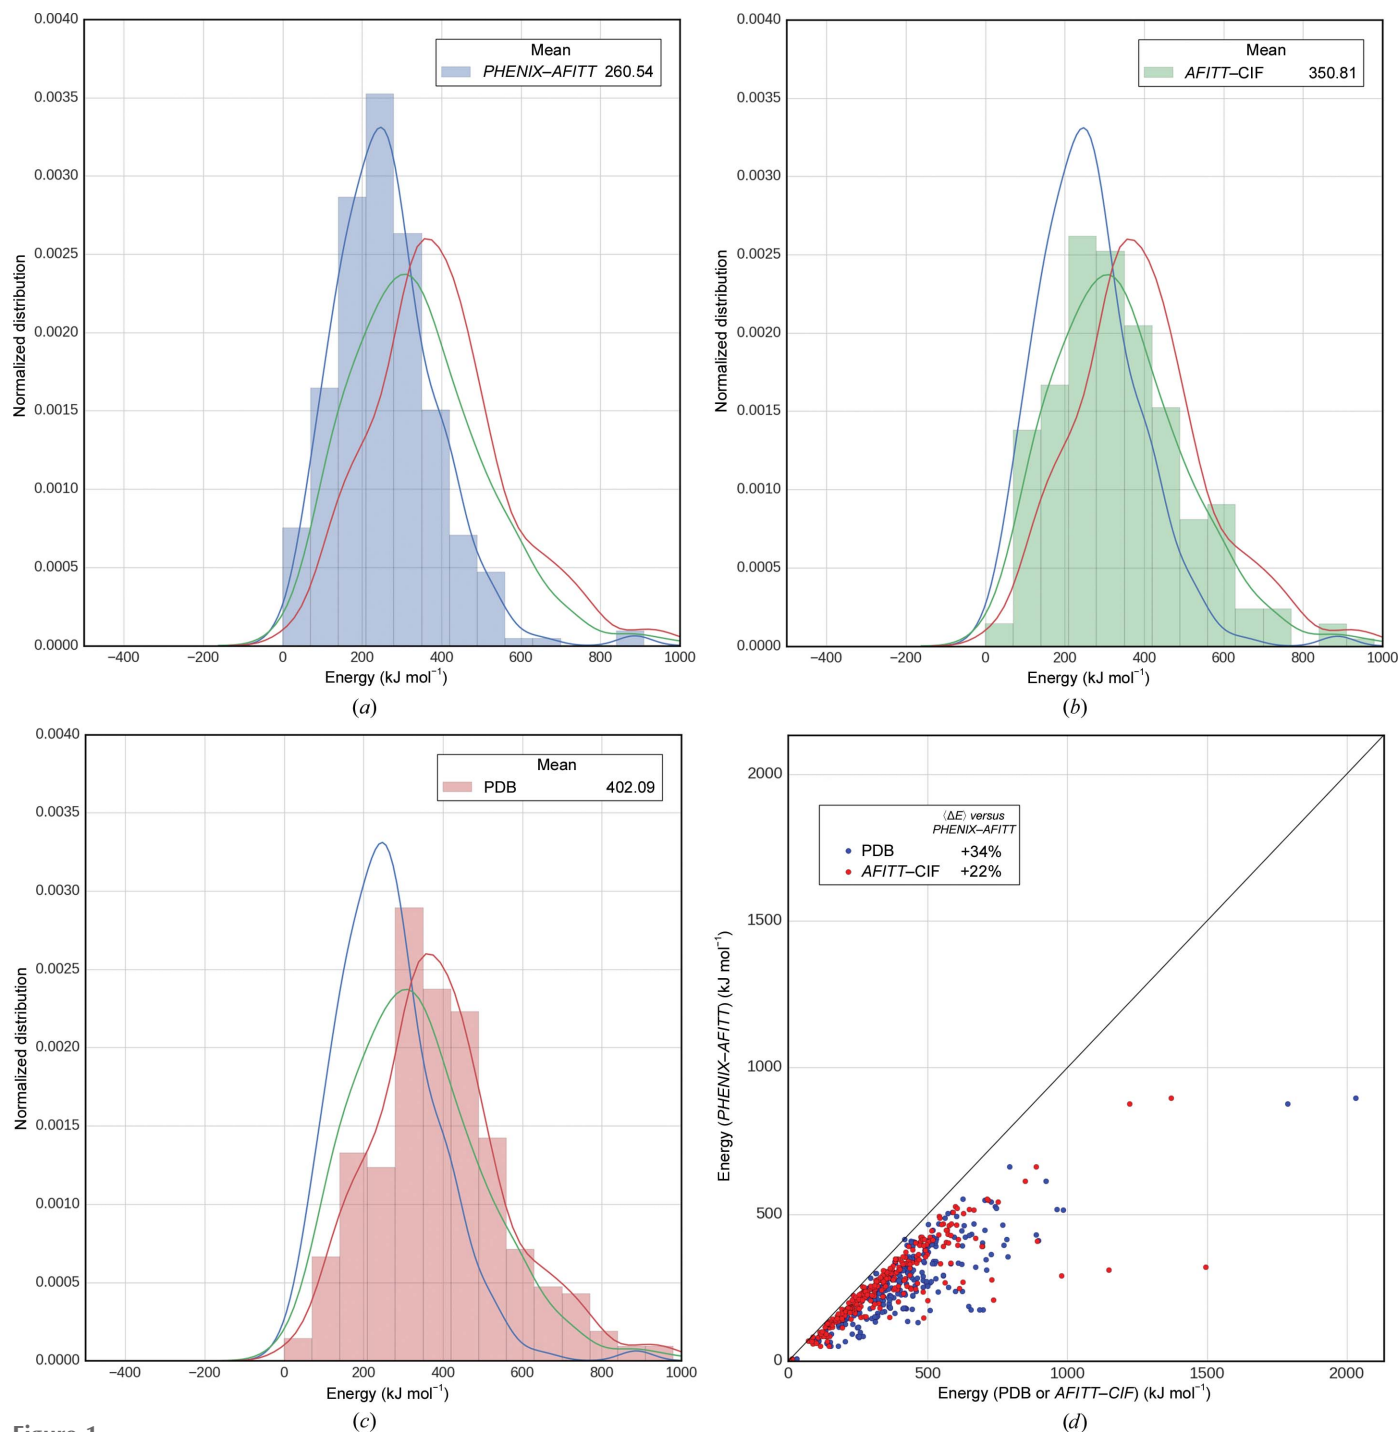 0.0040
0.0035
0.0030
0.0025
0.0020
0.0015
0.0010
0.0005
0.0000
Normalized distribution
Mean
PHENIX–AFITT 260.54
−400 −200 0 200 400 600 800 1000
Energy (kJ mol−1)
(a)
0.0040
0.0035
0.0030
0.0025
0.0020
0.0015
0.0010
0.0005
0.0000
Normalized distribution
Mean
AFITT–CIF 350.81
−400 −200 0 200 400 600 800 1000
Energy (kJ mol−1)
(b)
0.0040
0.0035
0.0030
0.0025
0.0020
0.0015
0.0010
0.0005
0.0000
Normalized distribution
Mean
PDB 402.09
−400 −200 0 200 400 600 800 1000
Energy (kJ mol−1)
(c)
2000
1500
1000
500
0
Energy (PHENIX–AFITT) (kJ mol−1)
⟨ΔE⟩ versus
PHENIX–AFITT
PDB +34%
AFITT–CIF +22%
0 500 1000 1500 2000
Energy (PDB or AFITT–CIF) (kJ mol−1)
(d)
Figure 1